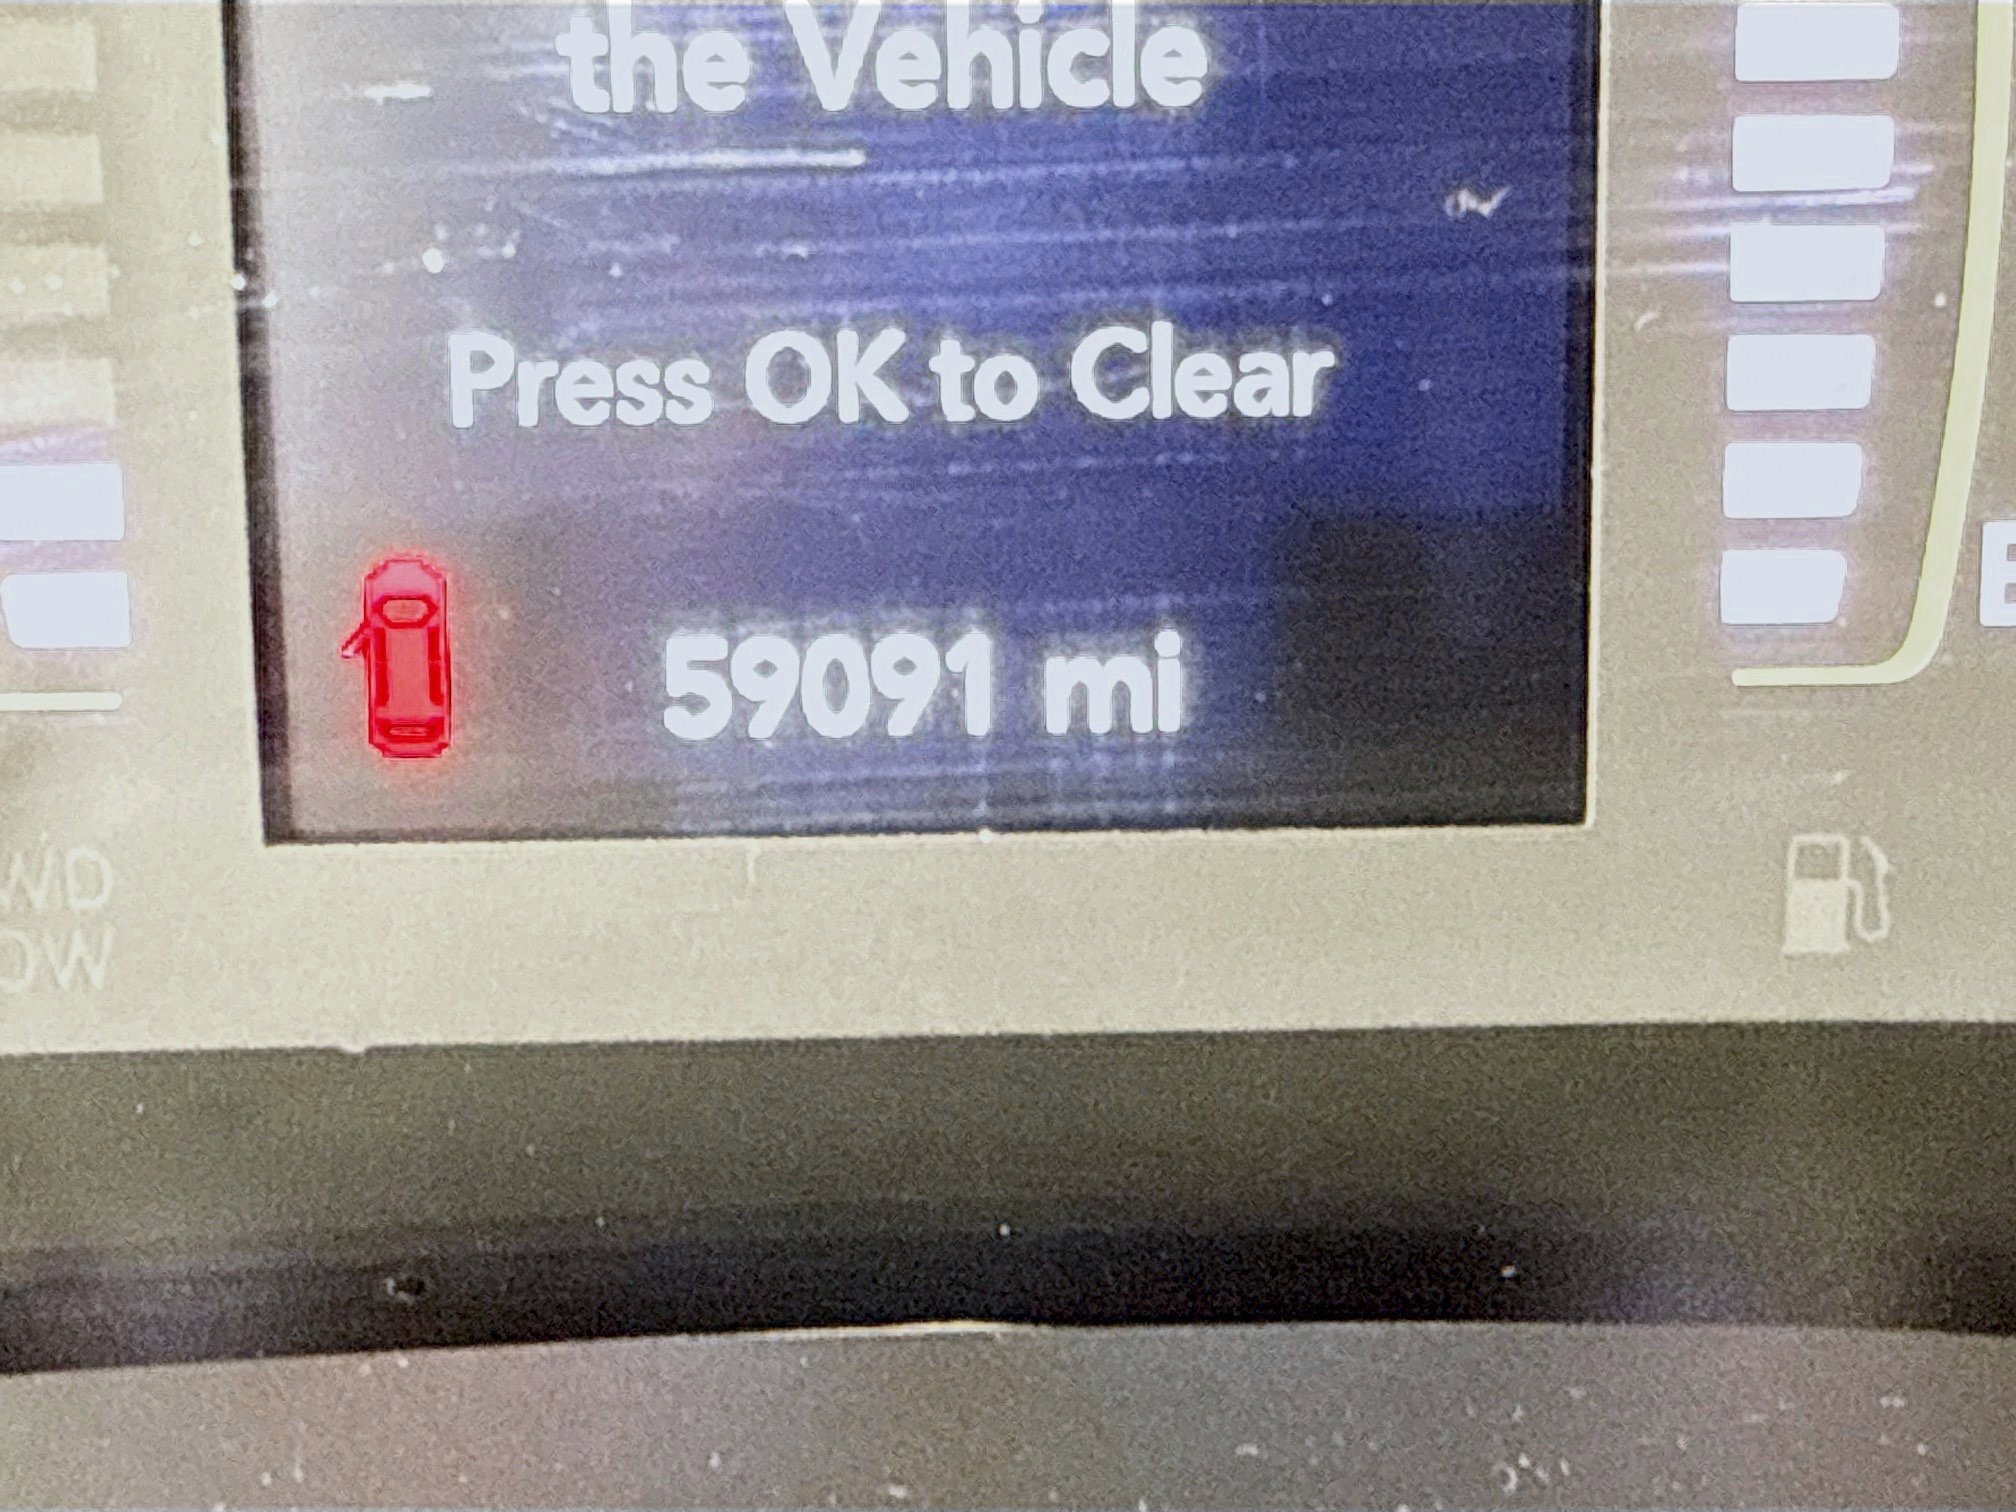 the Vehicle
Press OK to Clear
59091 mi